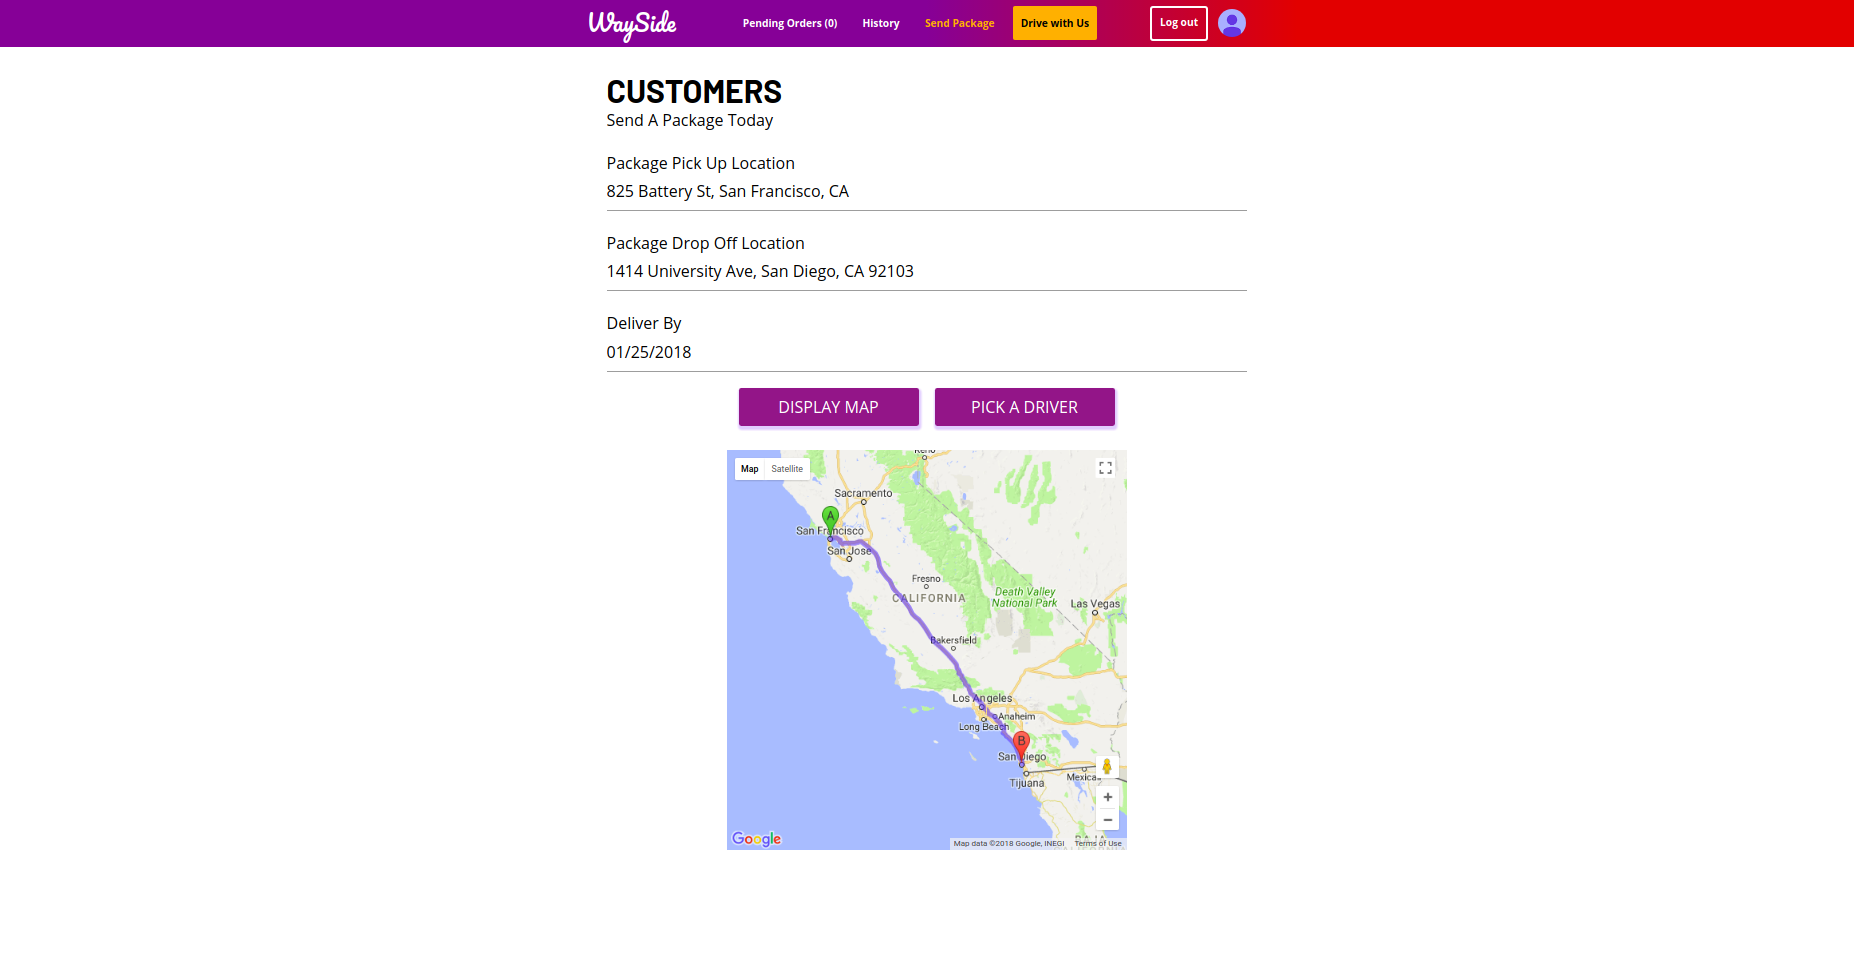 WaySide
Pending Orders (0)
History
Send Package
Drive with Us
Log out
CUSTOMERS
Send A Package Today
Package Pick Up Location
825 Battery St, San Francisco, CA
Package Drop Off Location
1414 University Ave, San Diego, CA 92103
Deliver By
01/25/2018
DISPLAY MAP
PICK A DRIVER
Map
Satellite
Reno
Sacramento
A
San Francisco
San Jose
Fresno
CALIFORNIA
Death Valley
National Park
Las Vegas
Bakersfield
Los Angeles
Anaheim
Long Beach
B
San Diego
Tijuana
Mexicali
BAJA
Google
Map data ©2018 Google, INEGI
Terms of Use